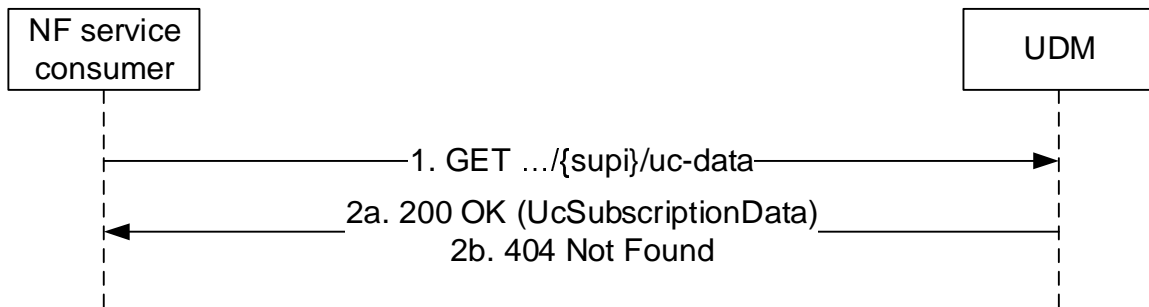 NF service
consumer
UDM
1. GET …/{supi}/uc-data
2a. 200 OK (UcSubscriptionData)
2b. 404 Not Found